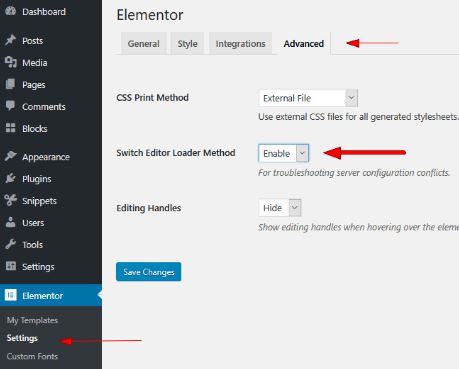 Dashboard
Posts
Media
Pages
Comments
Blocks
Appearance
Plugins
Snippets
Users
Tools
Settings
Elementor
My Templates
Settings
Custom Fonts
Elementor
General Style Integrations Advanced
CSS Print Method External File
Use external CSS files for all generated stylesheets.
Switch Editor Loader Method Enable
For troubleshooting server configuration conflicts.
Editing Handles Hide
Show editing handles when hovering over the eleme
Save Changes